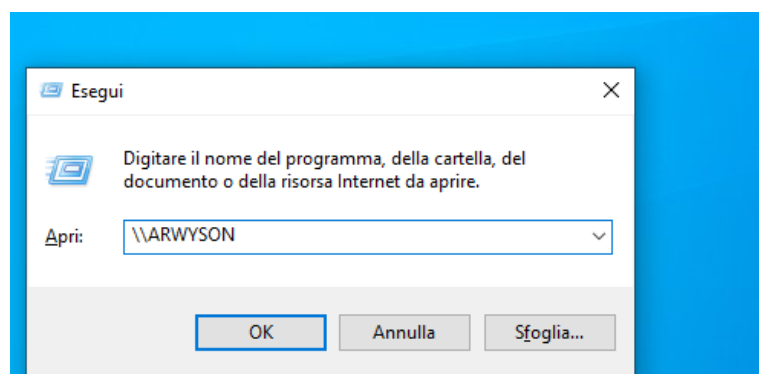 Esegui
Digitare il nome del programma, della cartella, del
documento o della risorsa Internet da aprire.
Apri: \\ARWYSON
OK Annulla Sfoglia...